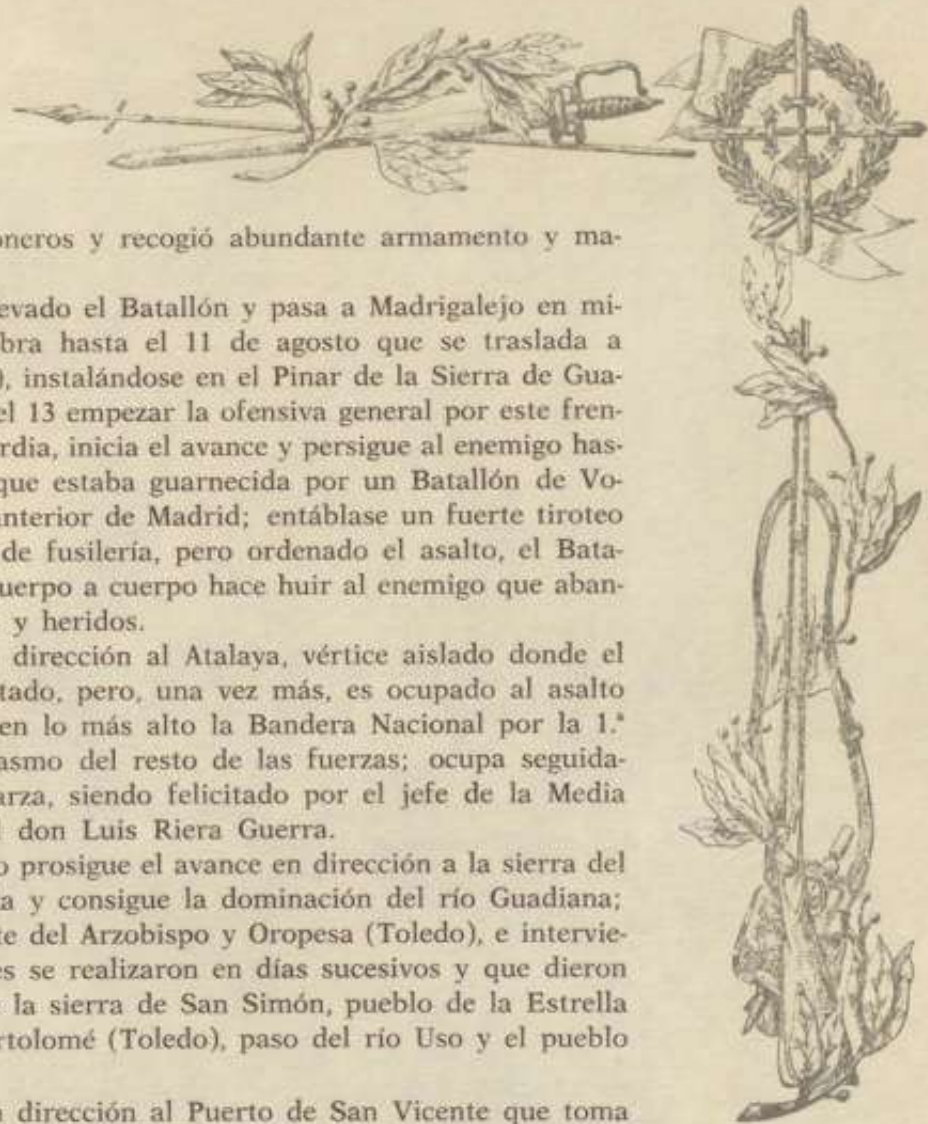 oneros y recogió abundante armamento y ma-
evado el Batallón y pasa a Madrigalejo en mi-
bra hasta el 11 de agosto que se traslada a
), instalándose en el Pinar de la Sierra de Gua-
el 13 empezar la ofensiva general por este fren-
rdia, inicia el avance y persigue al enemigo has-
que estaba guarnecida por un Batallón de Vo-
anterior de Madrid; entáblase un fuerte tiroteo
de fusilería, pero ordenado el asalto, el Bata-
uerpo a cuerpo hace huir al enemigo que aban-
y heridos.
dirección al Atalaya, vértice aislado donde el
tado, pero, una vez más, es ocupado al asalto
en lo más alto la Bandera Nacional por la 1.ª
asmo del resto de las fuerzas; ocupa seguida-
arza, siendo felicitado por el jefe de la Media
l don Luis Riera Guerra.
o prosigue el avance en dirección a la sierra del
a y consigue la dominación del río Guadiana;
te del Arzobispo y Oropesa (Toledo), e intervie-
es se realizaron en días sucesivos y que dieron
la sierra de San Simón, pueblo de la Estrella
rtolomé (Toledo), paso del río Uso y el pueblo
dirección al Puerto de San Vicente que toma